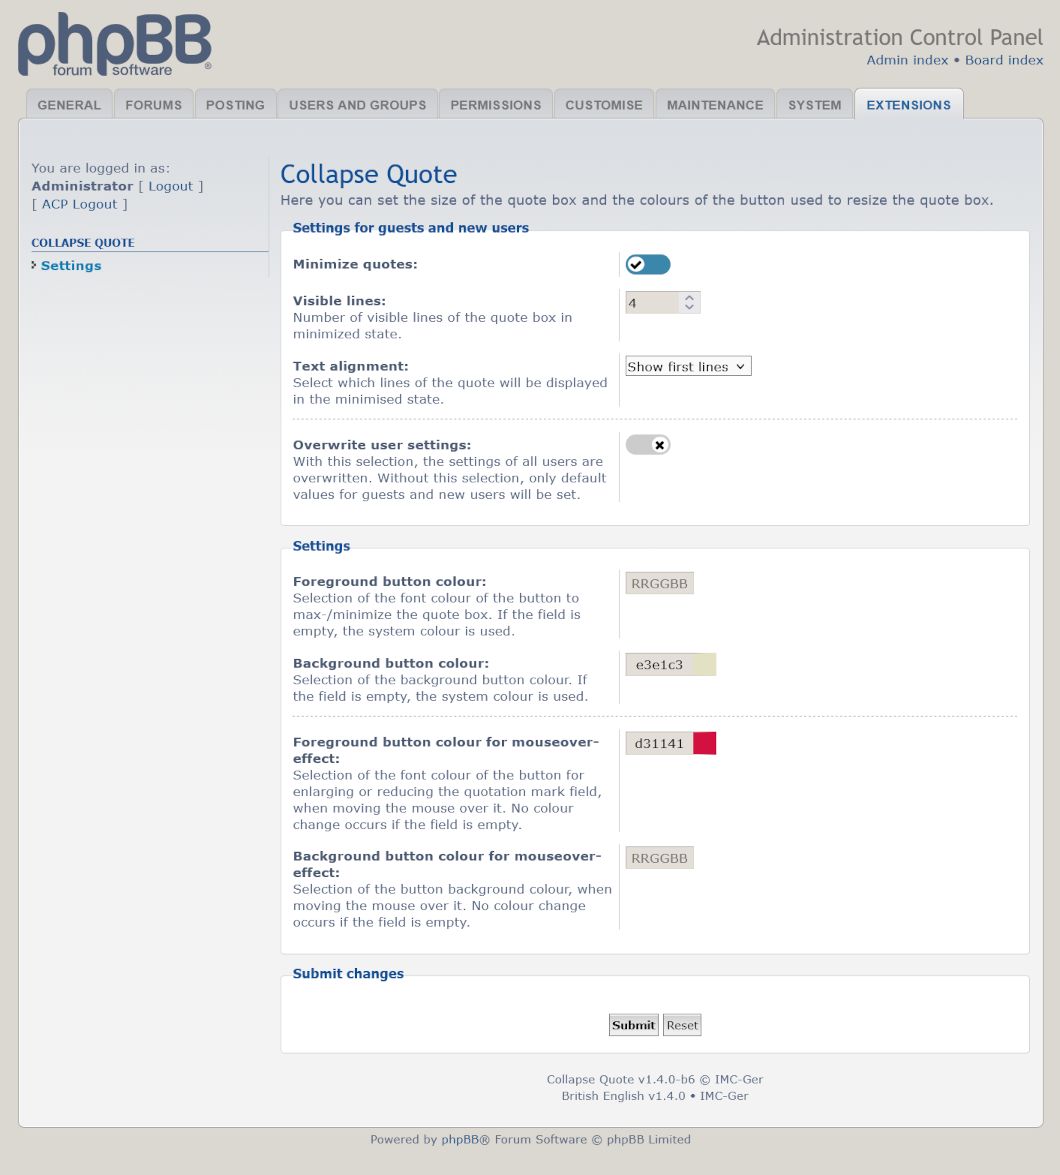 phpBB®
forum software
Administration Control Panel
Admin index • Board index
GENERAL FORUMS POSTING USERS AND GROUPS PERMISSIONS CUSTOMISE MAINTENANCE SYSTEM EXTENSIONS
You are logged in as:
Administrator [ Logout ]
[ ACP Logout ]
COLLAPSE QUOTE
Settings
Collapse Quote
Here you can set the size of the quote box and the colours of the button used to resize the quote box.
Settings for guests and new users
Minimize quotes:
Visible lines:
Number of visible lines of the quote box in
minimized state.
4
Text alignment:
Select which lines of the quote will be displayed
in the minimised state.
Show first lines
Overwrite user settings:
With this selection, the settings of all users are
overwritten. Without this selection, only default
values for guests and new users will be set.
Settings
Foreground button colour:
Selection of the font colour of the button to
max-/minimize the quote box. If the field is
empty, the system colour is used.
RRGGBB
Background button colour:
Selection of the background button colour. If
the field is empty, the system colour is used.
e3e1c3
Foreground button colour for mouseover-
effect:
Selection of the font colour of the button for
enlarging or reducing the quotation mark field,
when moving the mouse over it. No colour
change occurs if the field is empty.
d31141
Background button colour for mouseover-
effect:
Selection of the button background colour, when
moving the mouse over it. No colour change
occurs if the field is empty.
RRGGBB
Submit changes
Submit Reset
Collapse Quote v1.4.0-b6 © IMC-Ger
British English v1.4.0 • IMC-Ger
Powered by phpBB® Forum Software © phpBB Limited